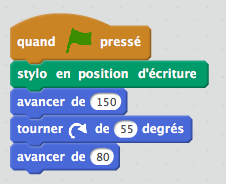 quand pressé
stylo en position d'écriture
avancer de 150
tourner de 55 degrés
avancer de 80